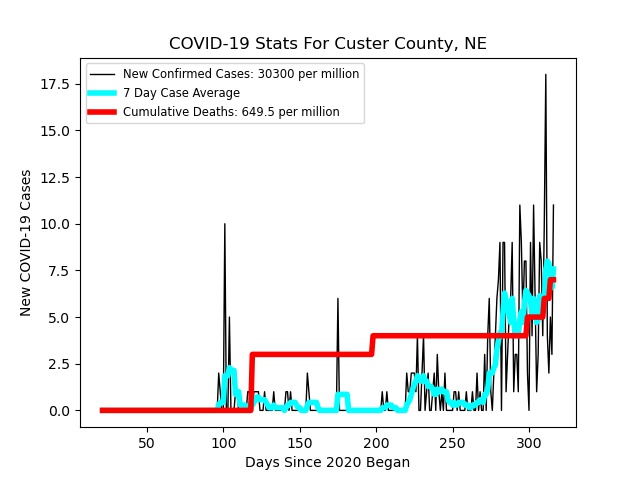 COVID-19 Stats For Custer County, NE
New Confirmed Cases: 30300 per million
7 Day Case Average
Cumulative Deaths: 649.5 per million
New COVID-19 Cases
17.5
15.0
12.5
10.0
7.5
5.0
2.5
0.0
50 100 150 200 250 300
Days Since 2020 Began